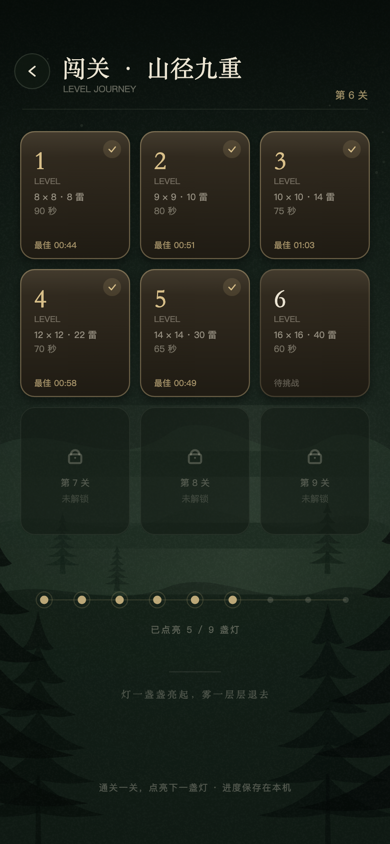 闯关 · 山径九重
LEVEL JOURNEY
第 6 关
1
LEVEL
8 × 8 · 8 雷
90 秒
最佳 00:44
2
LEVEL
9 × 9 · 10 雷
80 秒
最佳 00:51
3
LEVEL
10 × 10 · 14 雷
75 秒
最佳 01:03
4
LEVEL
12 × 12 · 22 雷
70 秒
最佳 00:58
5
LEVEL
14 × 14 · 30 雷
65 秒
最佳 00:49
6
LEVEL
16 × 16 · 40 雷
60 秒
待挑战
第 7 关
未解锁
第 8 关
未解锁
第 9 关
未解锁
已点亮 5 / 9 盏灯
灯一盏盏亮起，雾一层层退去
通关一关，点亮下一盏灯 · 进度保存在本机